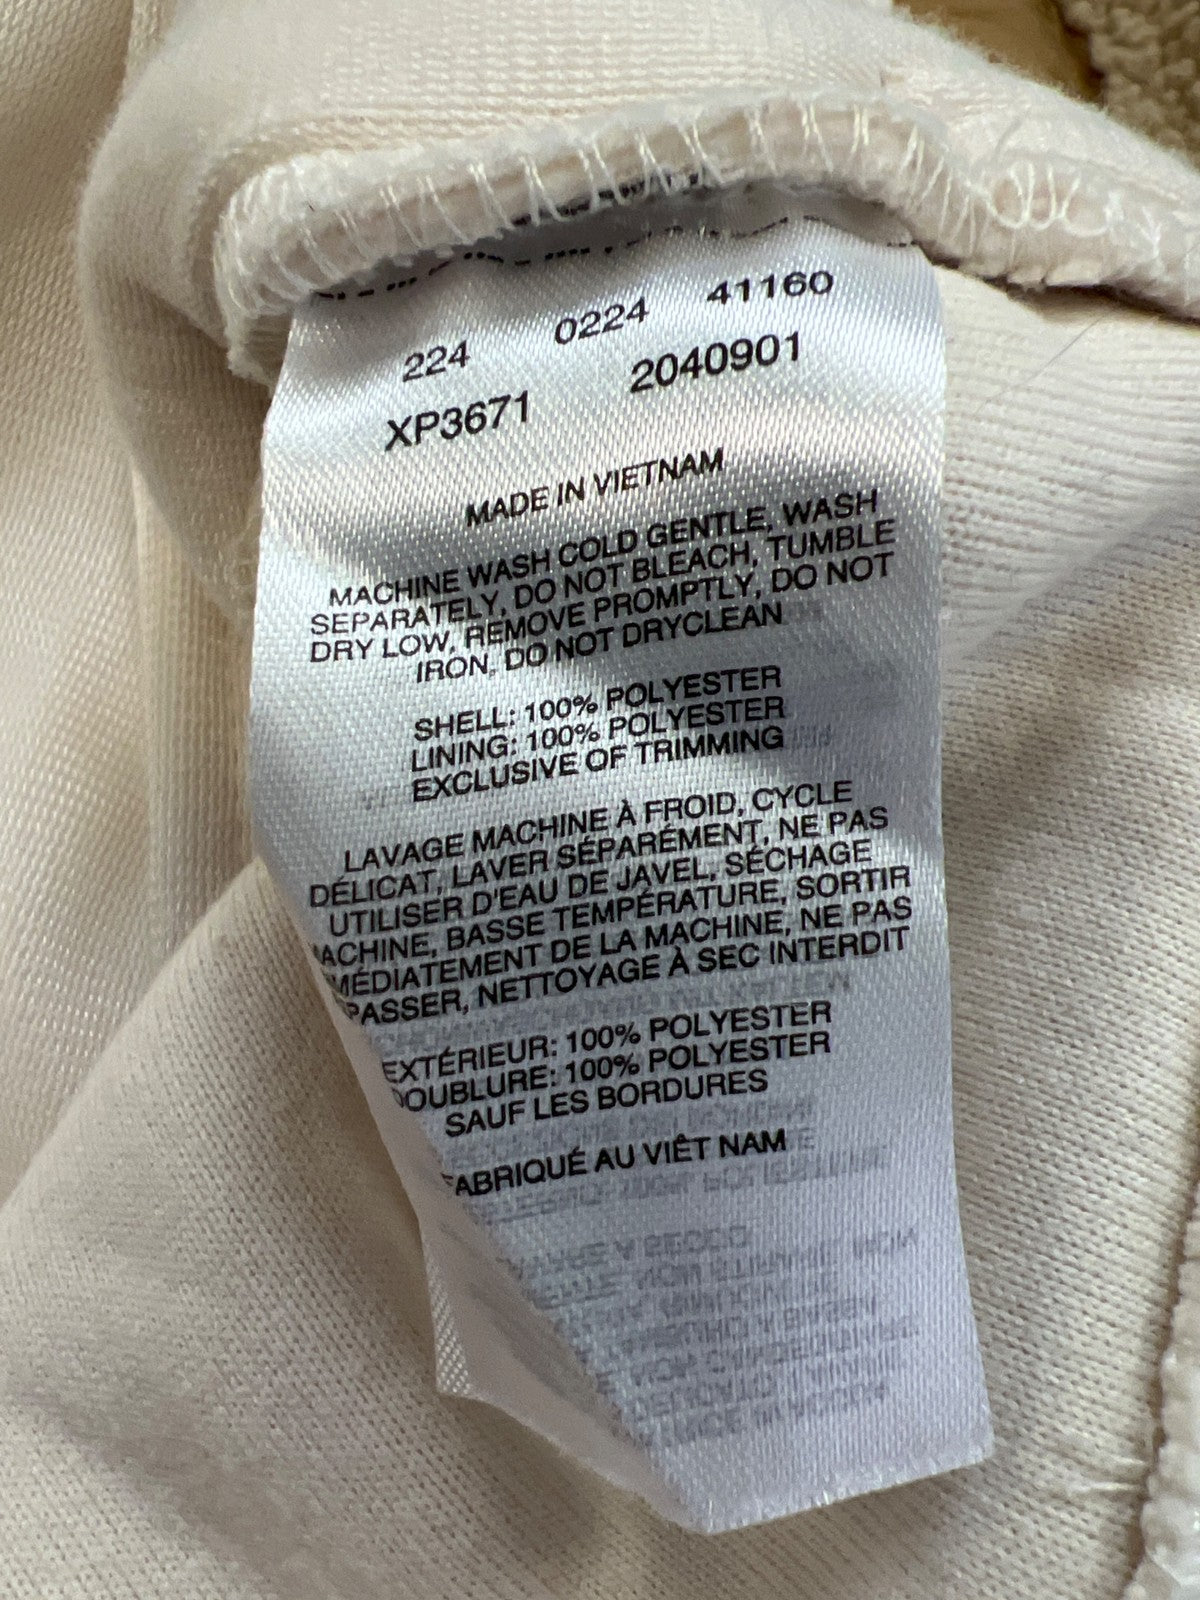 224 0224 41160
XP3671 2040901
MADE IN VIETNAM
MACHINE WASH COLD GENTLE, WASH
SEPARATELY, DO NOT BLEACH, TUMBLE
DRY LOW, REMOVE PROMPTLY, DO NOT
IRON, DO NOT DRYCLEAN
SHELL: 100% POLYESTER
LINING: 100% POLYESTER
EXCLUSIVE OF TRIMMING
LAVAGE MACHINE À FROID, CYCLE
DÉLICAT, LAVER SÉPARÉMENT, NE PAS
UTILISER D'EAU DE JAVEL, SÉCHAGE
MACHINE, BASSE TEMPÉRATURE, SORTIR
IMMÉDIATEMENT DE LA MACHINE, NE PAS
REPASSER, NETTOYAGE À SEC INTERDIT
EXTÉRIEUR: 100% POLYESTER
DOUBLURE: 100% POLYESTER
SAUF LES BORDURES
FABRIQUÉ AU VIÊT NAM